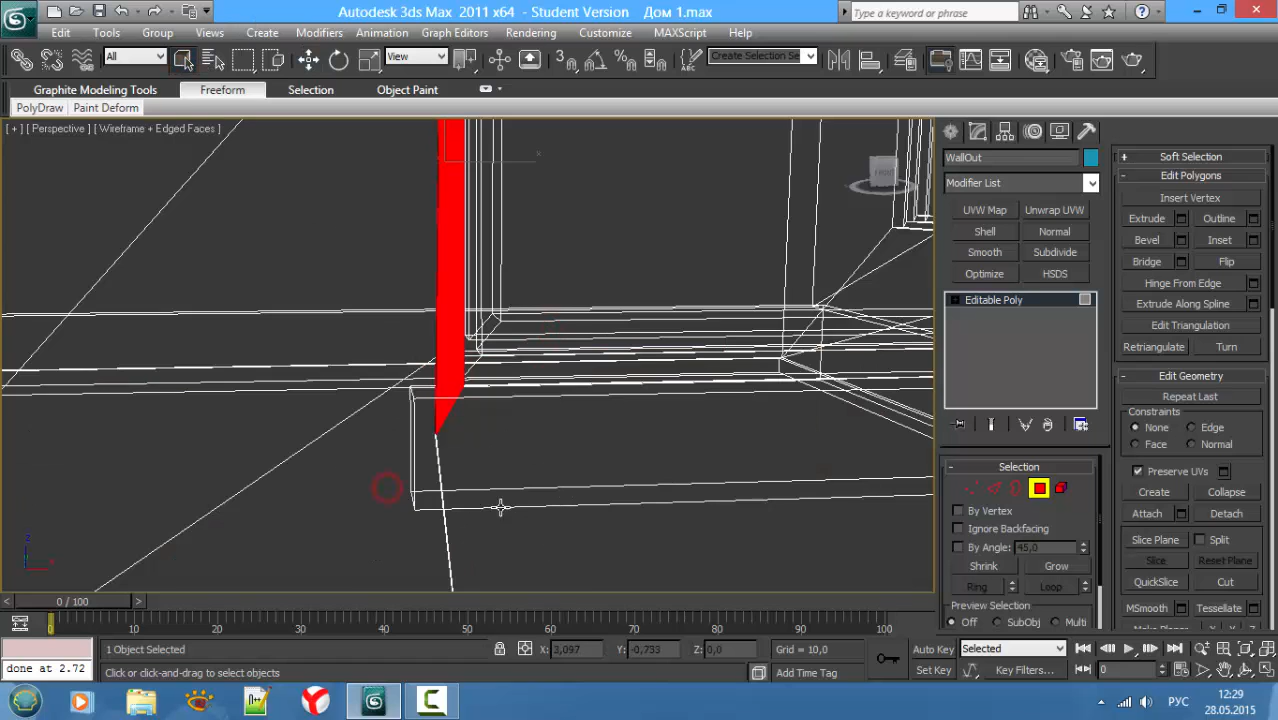 Autodesk 3ds Max 2011 x64 - Student Version Дом 1.max
Type a keyword or phrase
Edit Tools Group Views Create Modifiers Animation Graph Editors Rendering Customize MAXScript Help
All View Create Selection Se
Graphite Modeling Tools Freeform Selection Object Paint
PolyDraw Paint Deform
[ + ] [ Perspective ] [ Wireframe + Edged Faces ]
WallOut
Modifier List
UVW Map Unwrap UVW
Shell Normal
Smooth Subdivide
Optimize HSDS
Editable Poly
Selection
By Vertex
Ignore Backfacing
By Angle: 45,0
Shrink Grow
Ring Loop
Preview Selection
Off SubObj Multi
Soft Selection
Edit Polygons
Insert Vertex
Extrude Outline
Bevel Inset
Bridge Flip
Hinge From Edge
Extrude Along Spline
Edit Triangulation
Retriangulate Turn
Edit Geometry
Repeat Last
Constraints
None Edge
Face Normal
Preserve UVs
Create Collapse
Attach Detach
Slice Plane Split
Slice Reset Plane
QuickSlice Cut
MSmooth Tessellate
0 / 100
0 10 20 30 40 50 60 70 80 90 100
1 Object Selected X: 3,097 Y: -0,733 Z: 0,0 Grid = 10,0 Auto Key Selected
done at 2.72 Click or click-and-drag to select objects Add Time Tag Set Key Key Filters... 0
РУС 12:29
28.05.2015